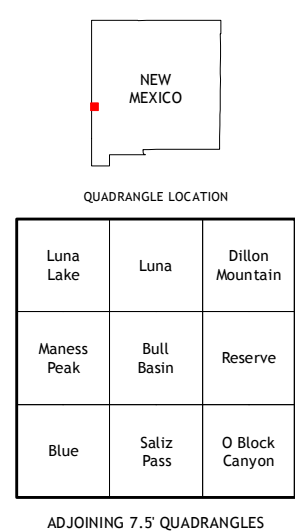 NEW
MEXICO
QUADRANGLE LOCATION
Luna
Lake
Luna
Dillon
Mountain
Maness
Peak
Bull
Basin
Reserve
Blue
Saliz
Pass
O Block
Canyon
ADJOINING 7.5' QUADRANGLES